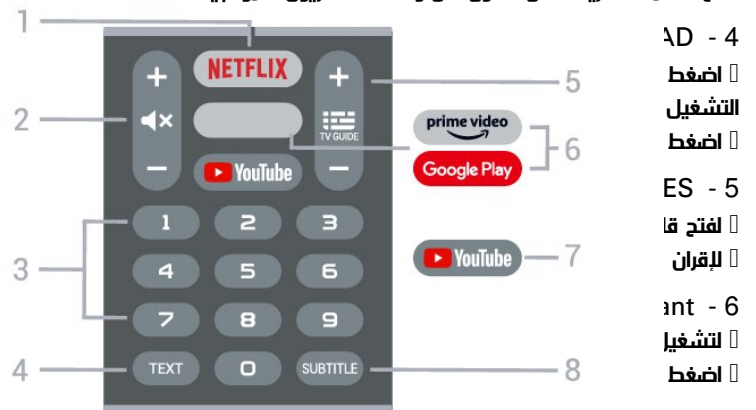 1
NETFLIX
+
+
5
2
TV GUIDE
prime video
6
Google Play
−
YouTube
−
1 2 3
YouTube 7
3
4 5 6
7 8 9
4
TEXT 0 SUBTITLE
8
AD - 4
اضغط
التشغيل
اضغط
ES - 5
لفتح
لإقران
ant - 6
لتشغيل
اضغط